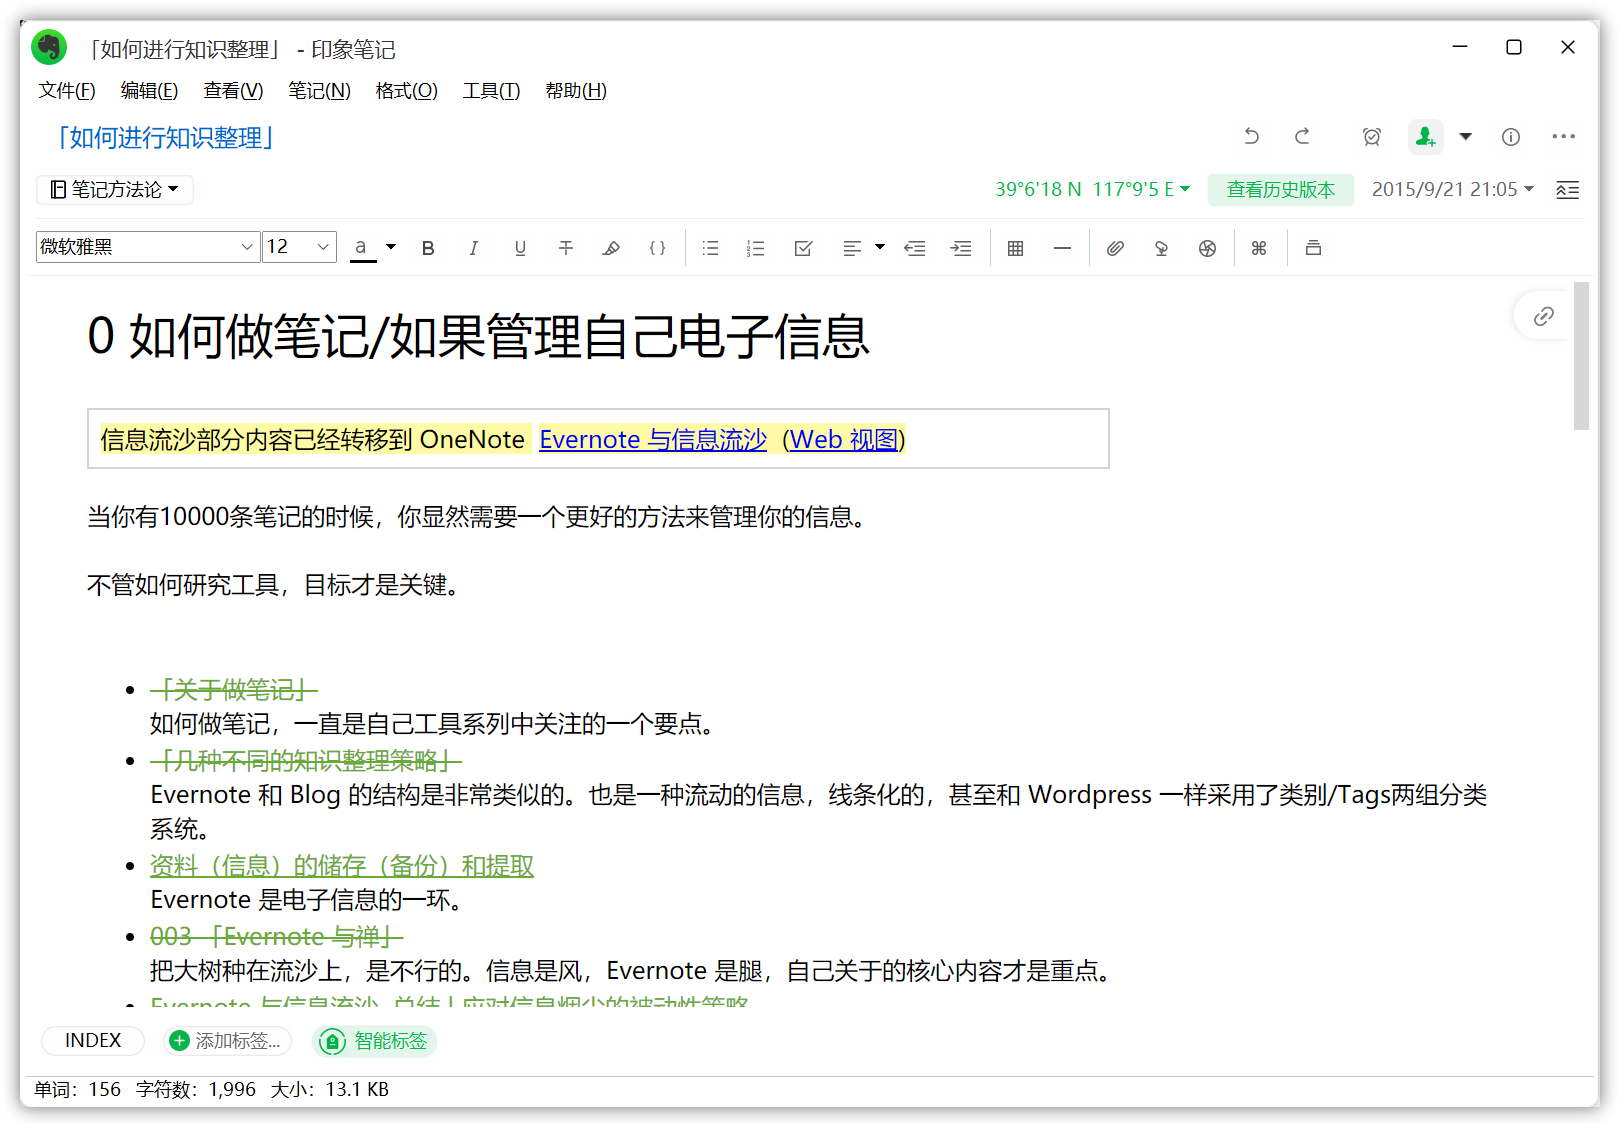 「如何进行知识整理」 - 印象笔记
文件(F) 编辑(E) 查看(V) 笔记(N) 格式(O) 工具(T) 帮助(H)
「如何进行知识整理」
笔记方法论 39°6'18 N 117°9'5 E 查看历史版本 2015/9/21 21:05
微软雅黑 12 a B I U T { }
0 如何做笔记/如果管理自己电子信息
信息流沙部分内容已经转移到 OneNote Evernote 与信息流沙 (Web 视图)
当你有10000条笔记的时候，你显然需要一个更好的方法来管理你的信息。
不管如何研究工具，目标才是关键。
「关于做笔记」
如何做笔记，一直是自己工具系列中关注的一个要点。
「几种不同的知识整理策略」
Evernote 和 Blog 的结构是非常类似的。也是一种流动的信息，线条化的，甚至和 Wordpress 一样采用了类别/Tags两组分类
系统。
资料（信息）的储存（备份）和提取
Evernote 是电子信息的一环。
003 「Evernote 与禅」
把大树种在流沙上，是不行的。信息是风，Evernote 是腿，自己关于的核心内容才是重点。
Evernote 与信息流沙
INDEX 添加标签... 智能标签
单词：156 字符数：1,996 大小：13.1 KB